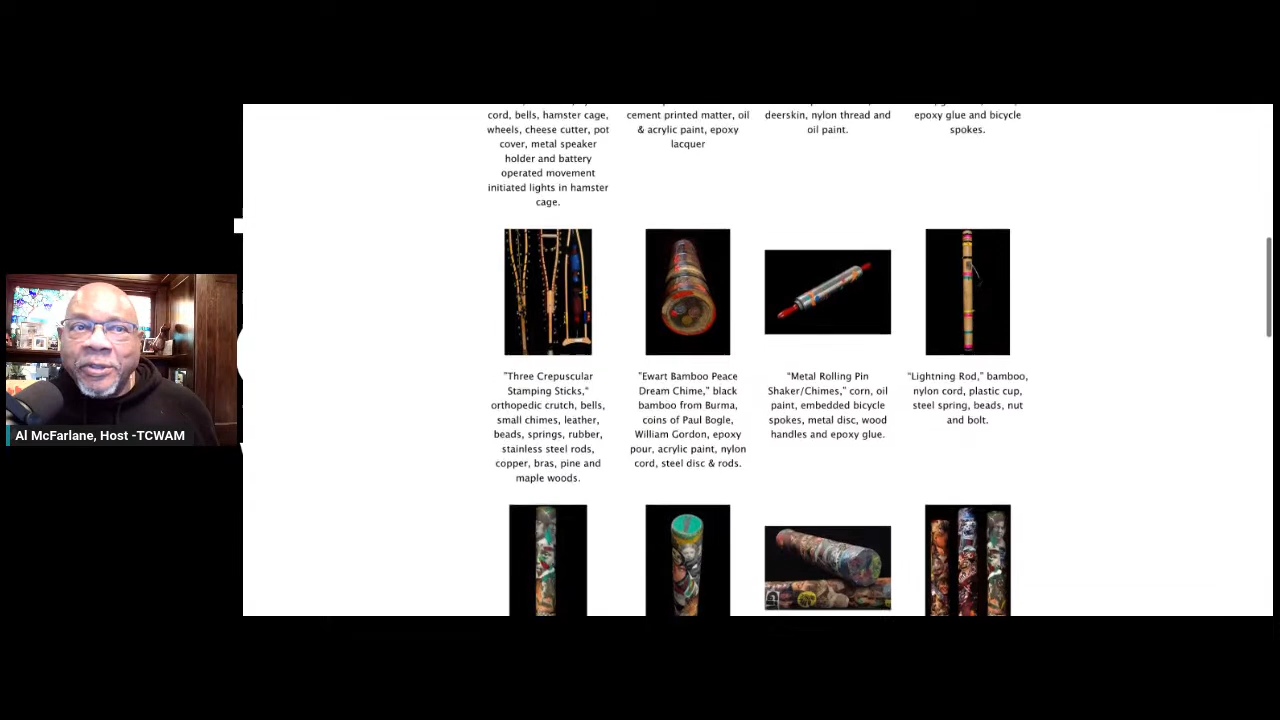 cord, bells, hamster cage,
wheels, cheese cutter, pot
cover, metal speaker
holder and battery
operated movement
initiated lights in hamster
cage.
cement printed matter, oil
& acrylic paint, epoxy
lacquer
deerskin, nylon thread and
oil paint.
epoxy glue and bicycle
spokes.
"Three Crepuscular
Stamping Sticks,"
orthopedic crutch, bells,
small chimes, leather,
beads, springs, rubber,
stainless steel rods,
copper, bras, pine and
maple woods.
"Ewart Bamboo Peace
Dream Chime," black
bamboo from Burma,
coins of Paul Bogle,
William Gordon, epoxy
pour, acrylic paint, nylon
cord, steel disc & rods.
"Metal Rolling Pin
Shaker/Chimes," corn, oil
paint, embedded bicycle
spokes, metal disc, wood
handles and epoxy glue.
"Lightning Rod," bamboo,
nylon cord, plastic cup,
steel spring, beads, nut
and bolt.
Al McFarlane, Host -TCWAM